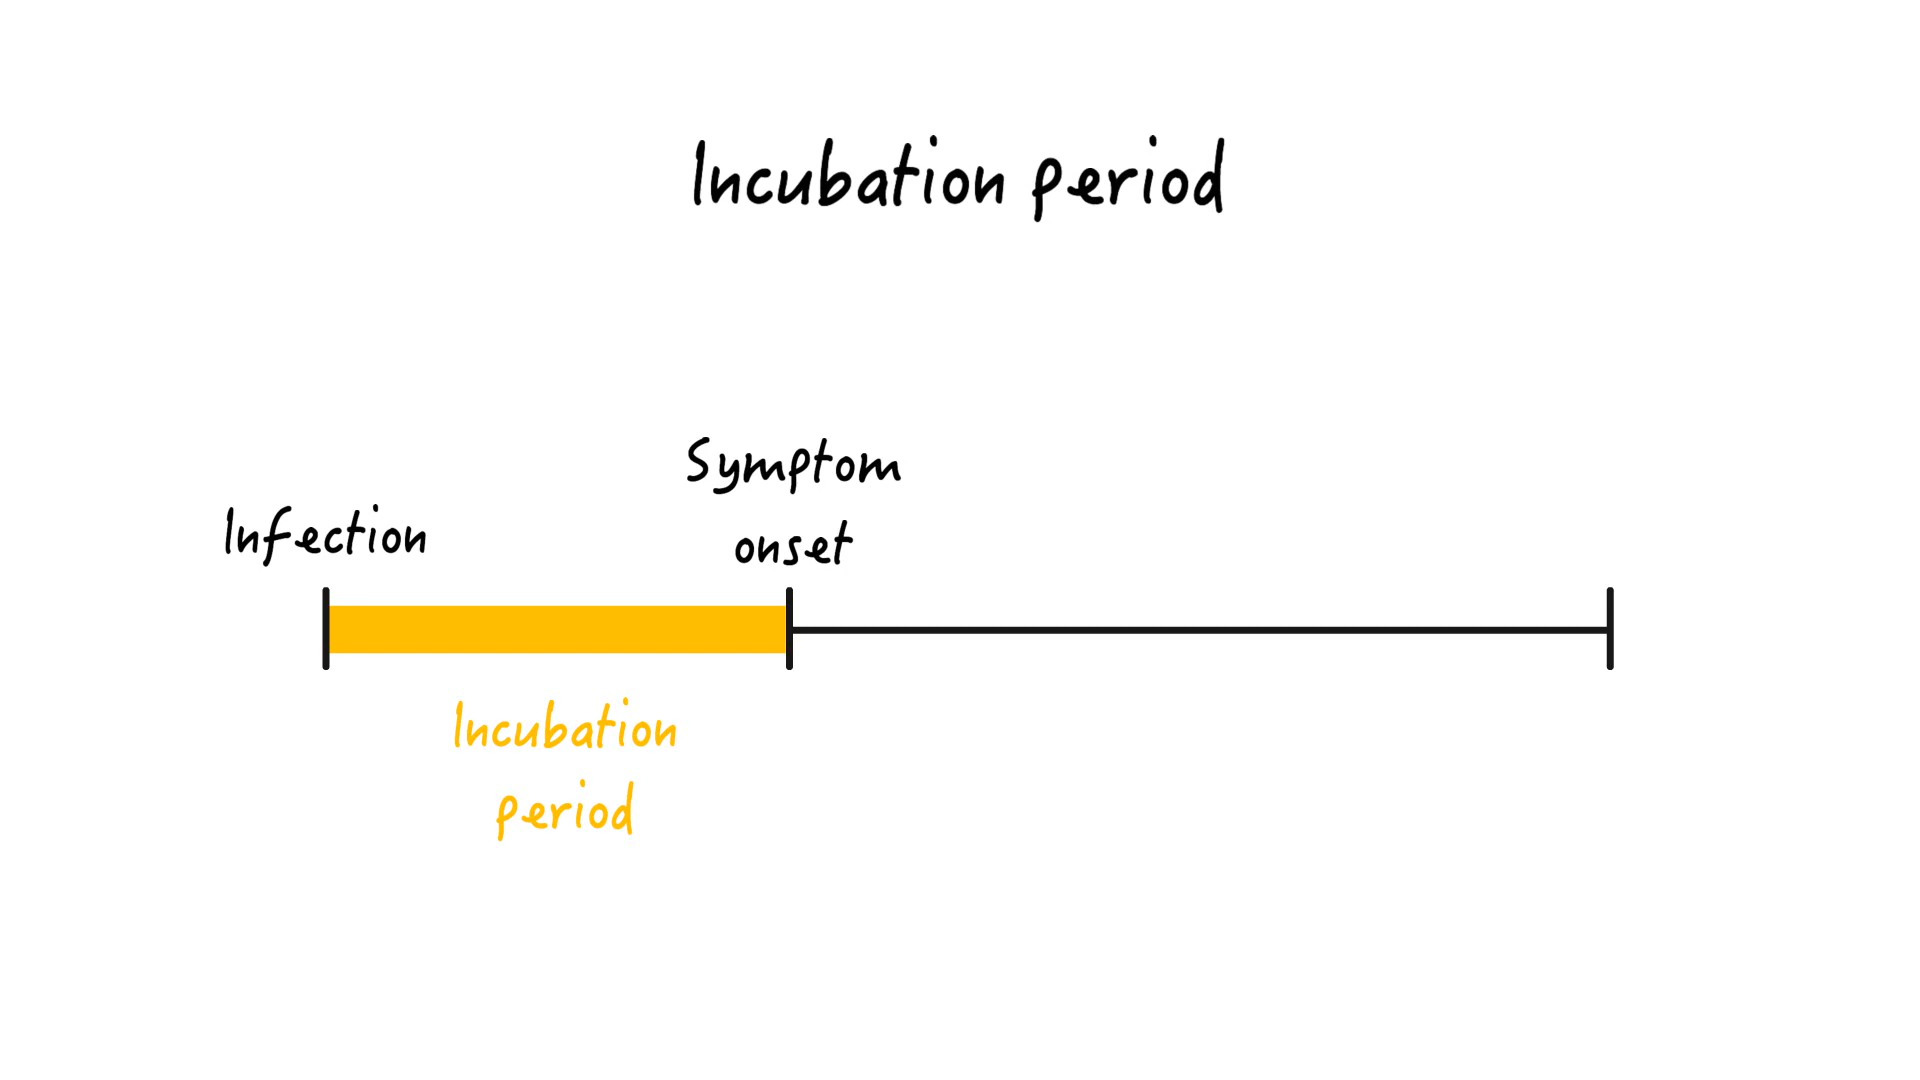 Incubation period
Symptom
onset
Infection
Incubation
period